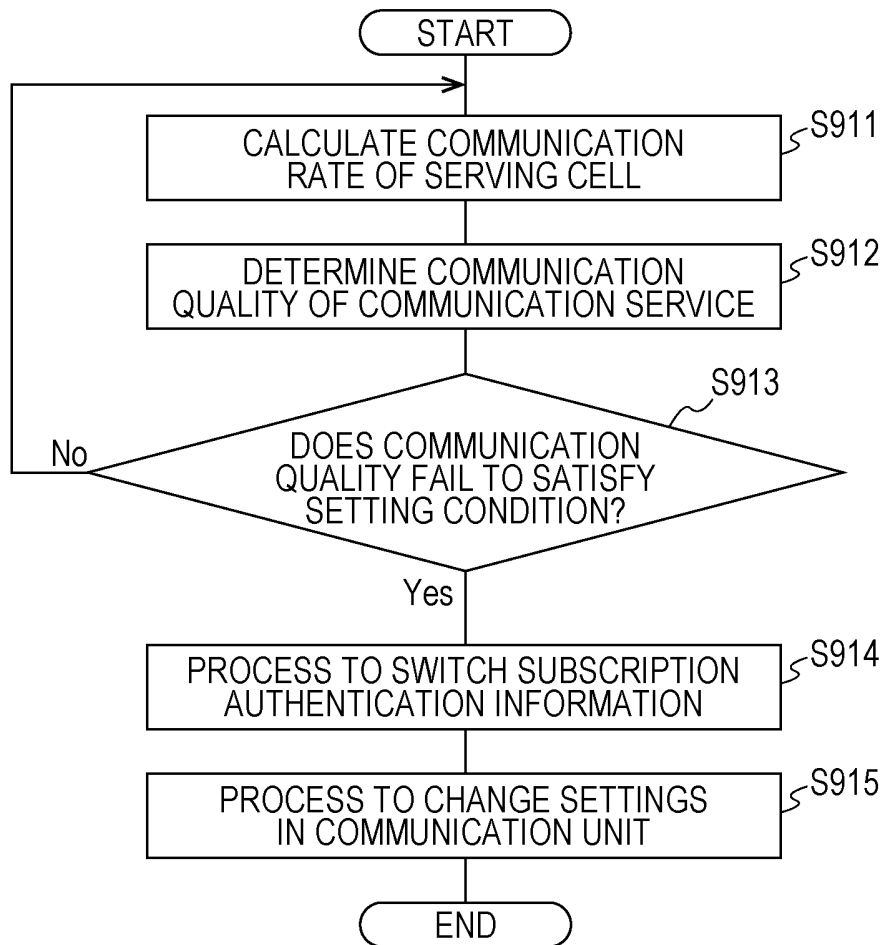 START
CALCULATE COMMUNICATION
RATE OF SERVING CELL
S911
DETERMINE COMMUNICATION
QUALITY OF COMMUNICATION SERVICE
S912
S913
DOES COMMUNICATION
QUALITY FAIL TO SATISFY
SETTING CONDITION?
No
Yes
PROCESS TO SWITCH SUBSCRIPTION
AUTHENTICATION INFORMATION
S914
PROCESS TO CHANGE SETTINGS
IN COMMUNICATION UNIT
S915
END